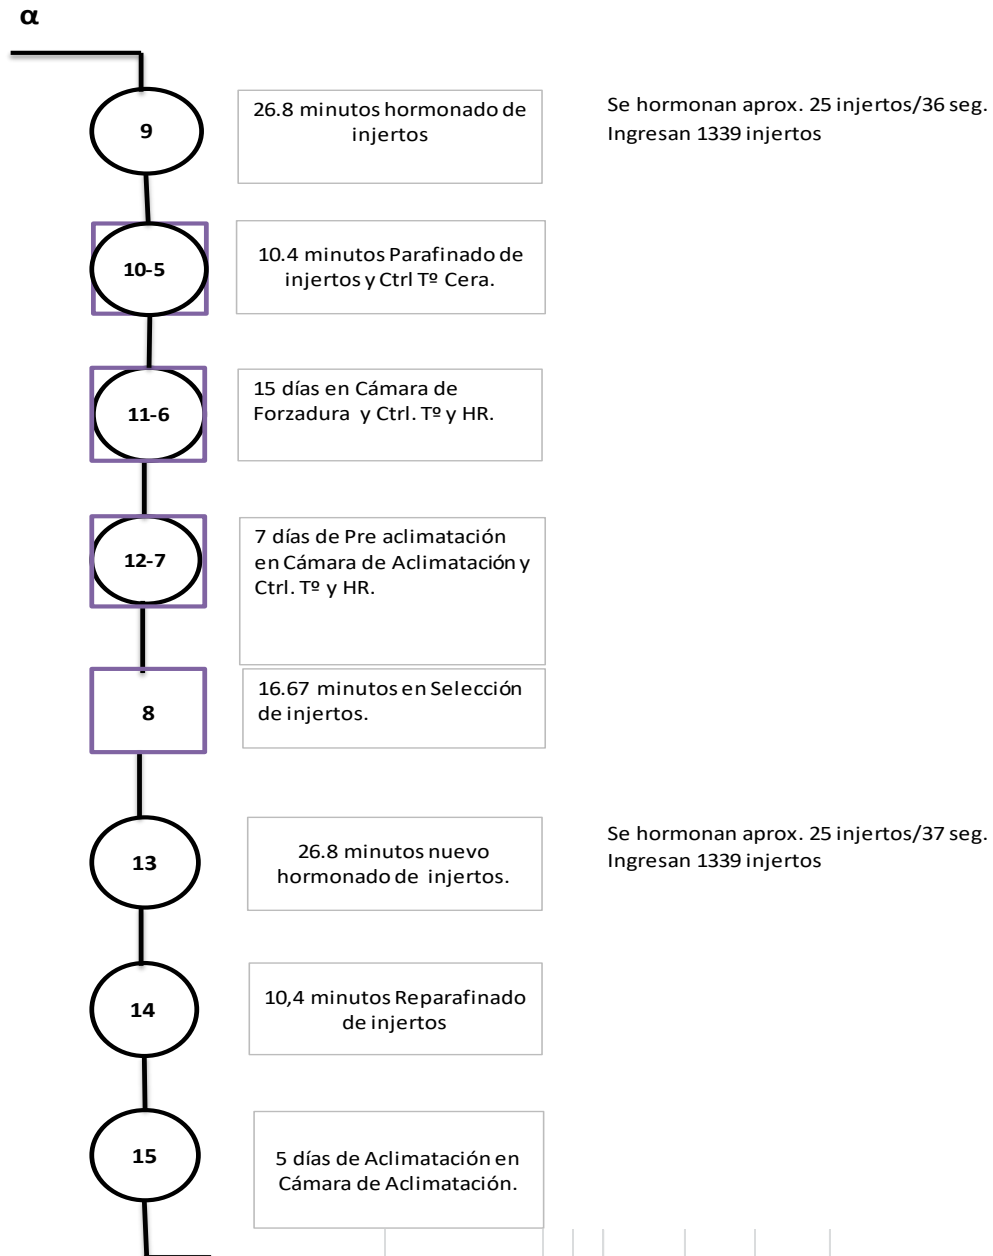 α
9
26.8 minutos hormonado de
injertos
Se hormonan aprox. 25 injertos/36 seg.
Ingresan 1339 injertos
10-5
10.4 minutos Parafinado de
injertos y Ctrl Tº Cera.
11-6
15 días en Cámara de
Forzadura y Ctrl. Tº y HR.
12-7
7 días de Pre aclimatación
en Cámara de Aclimatación y
Ctrl. Tº y HR.
8
16.67 minutos en Selección
de injertos.
13
26.8 minutos nuevo
hormonado de injertos.
Se hormonan aprox. 25 injertos/37 seg.
Ingresan 1339 injertos
14
10,4 minutos Reparafinado
de injertos
15
5 días de Aclimatación en
Cámara de Aclimatación.